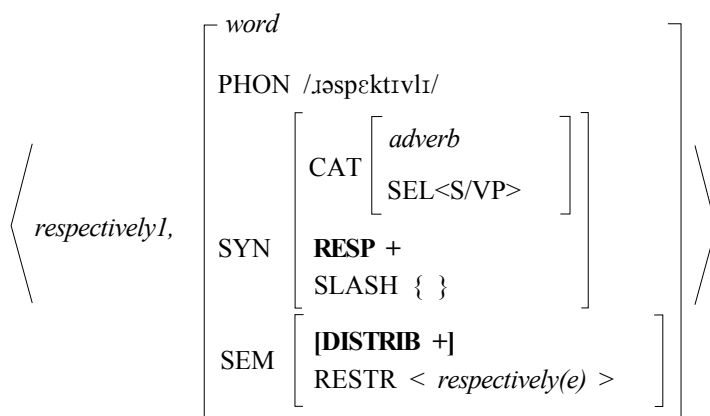 word
PHON /ɹəspɛktɪvlɪ/
adverb
CAT
SEL<S/VP>
respectively1,
SYN RESP +
SLASH { }
[DISTRIB +]
SEM
RESTR < respectively(e) >